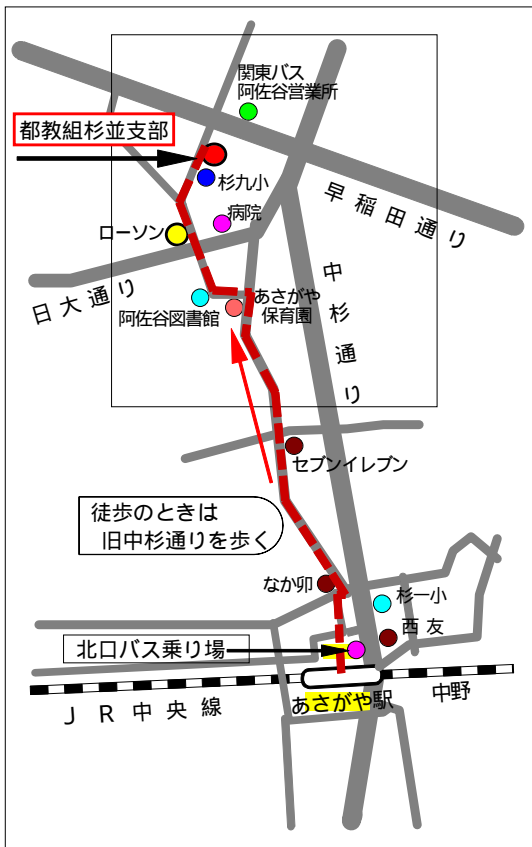 関東バス
阿佐谷営業所
都教組杉並支部
杉九小
病院
ローソン
早稲田通り
日大通り
中杉通り
あさがや
保育園
阿佐谷図書館
セブンイレブン
徒歩のときは
旧中杉通りを歩く
なか卯
杉一小
西友
北口バス乗り場
あさがや駅
中野
JR中央線